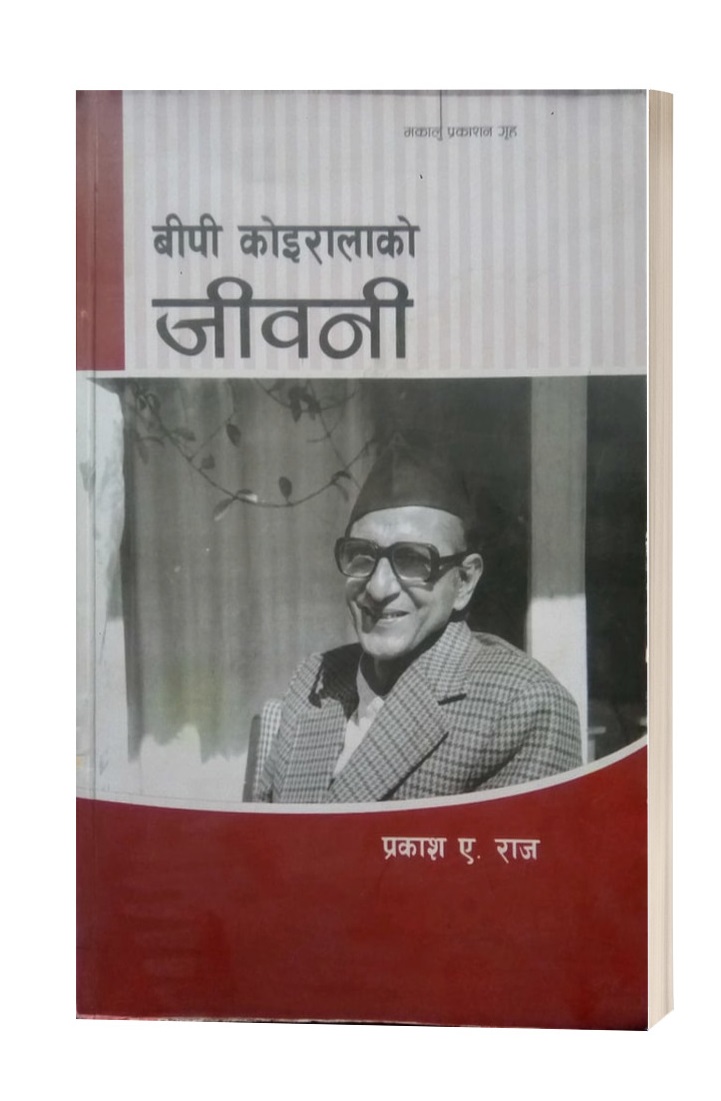 मकालु प्रकाशन गृह
बीपी कोइरालाको
जीवनी
प्रकाश ए. राज